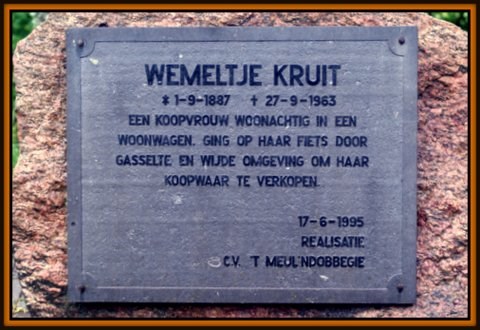 WEMELTJE KRUIT
* 1-9-1887 † 27-9-1963
EEN KOOPVROUW WOONACHTIG IN EEN
WOONWAGEN. GING OP HAAR FIETS DOOR
GASSELTE EN WIJDE OMGEVING OM HAAR
KOOPWAAR TE VERKOPEN.
17-6-1995
REALISATIE
C.V. 'T MEUL'NDOBBEGIE